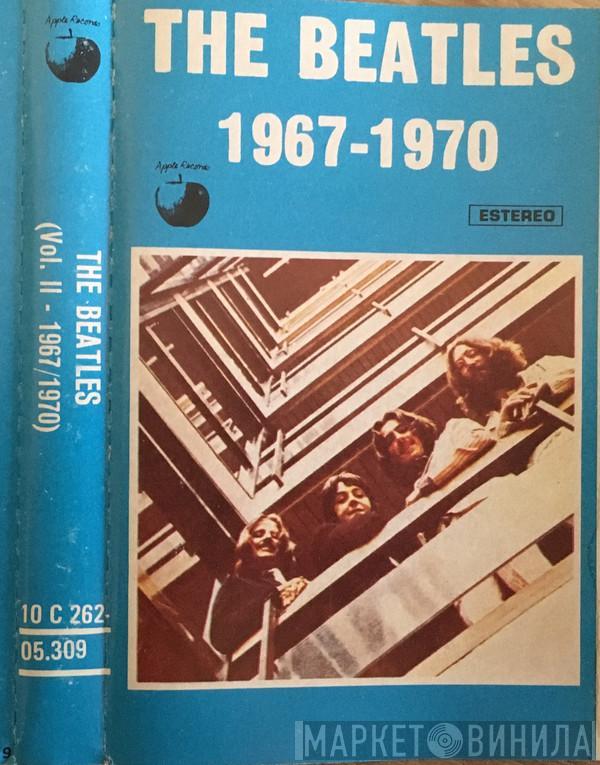 Apple Records
THE BEATLES
(Vol. II - 1967/1970)
10 C 262-
05.309
9
THE BEATLES
1967-1970
Apple Records
ESTEREO
МАРКЕТ ВИНИЛА